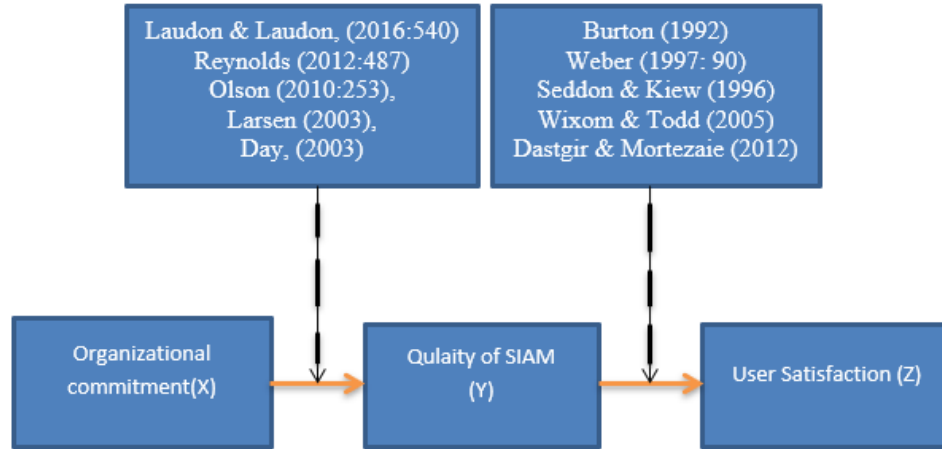 Laudon & Laudon, (2016:540)
Reynolds (2012:487)
Olson (2010:253),
Larsen (2003),
Day, (2003)
Burton (1992)
Weber (1997: 90)
Seddon & Kiew (1996)
Wixom & Todd (2005)
Dastgir & Mortezaie (2012)
Organizational
commitment(X)
Qulaity of SIAM
(Y)
User Satisfaction (Z)